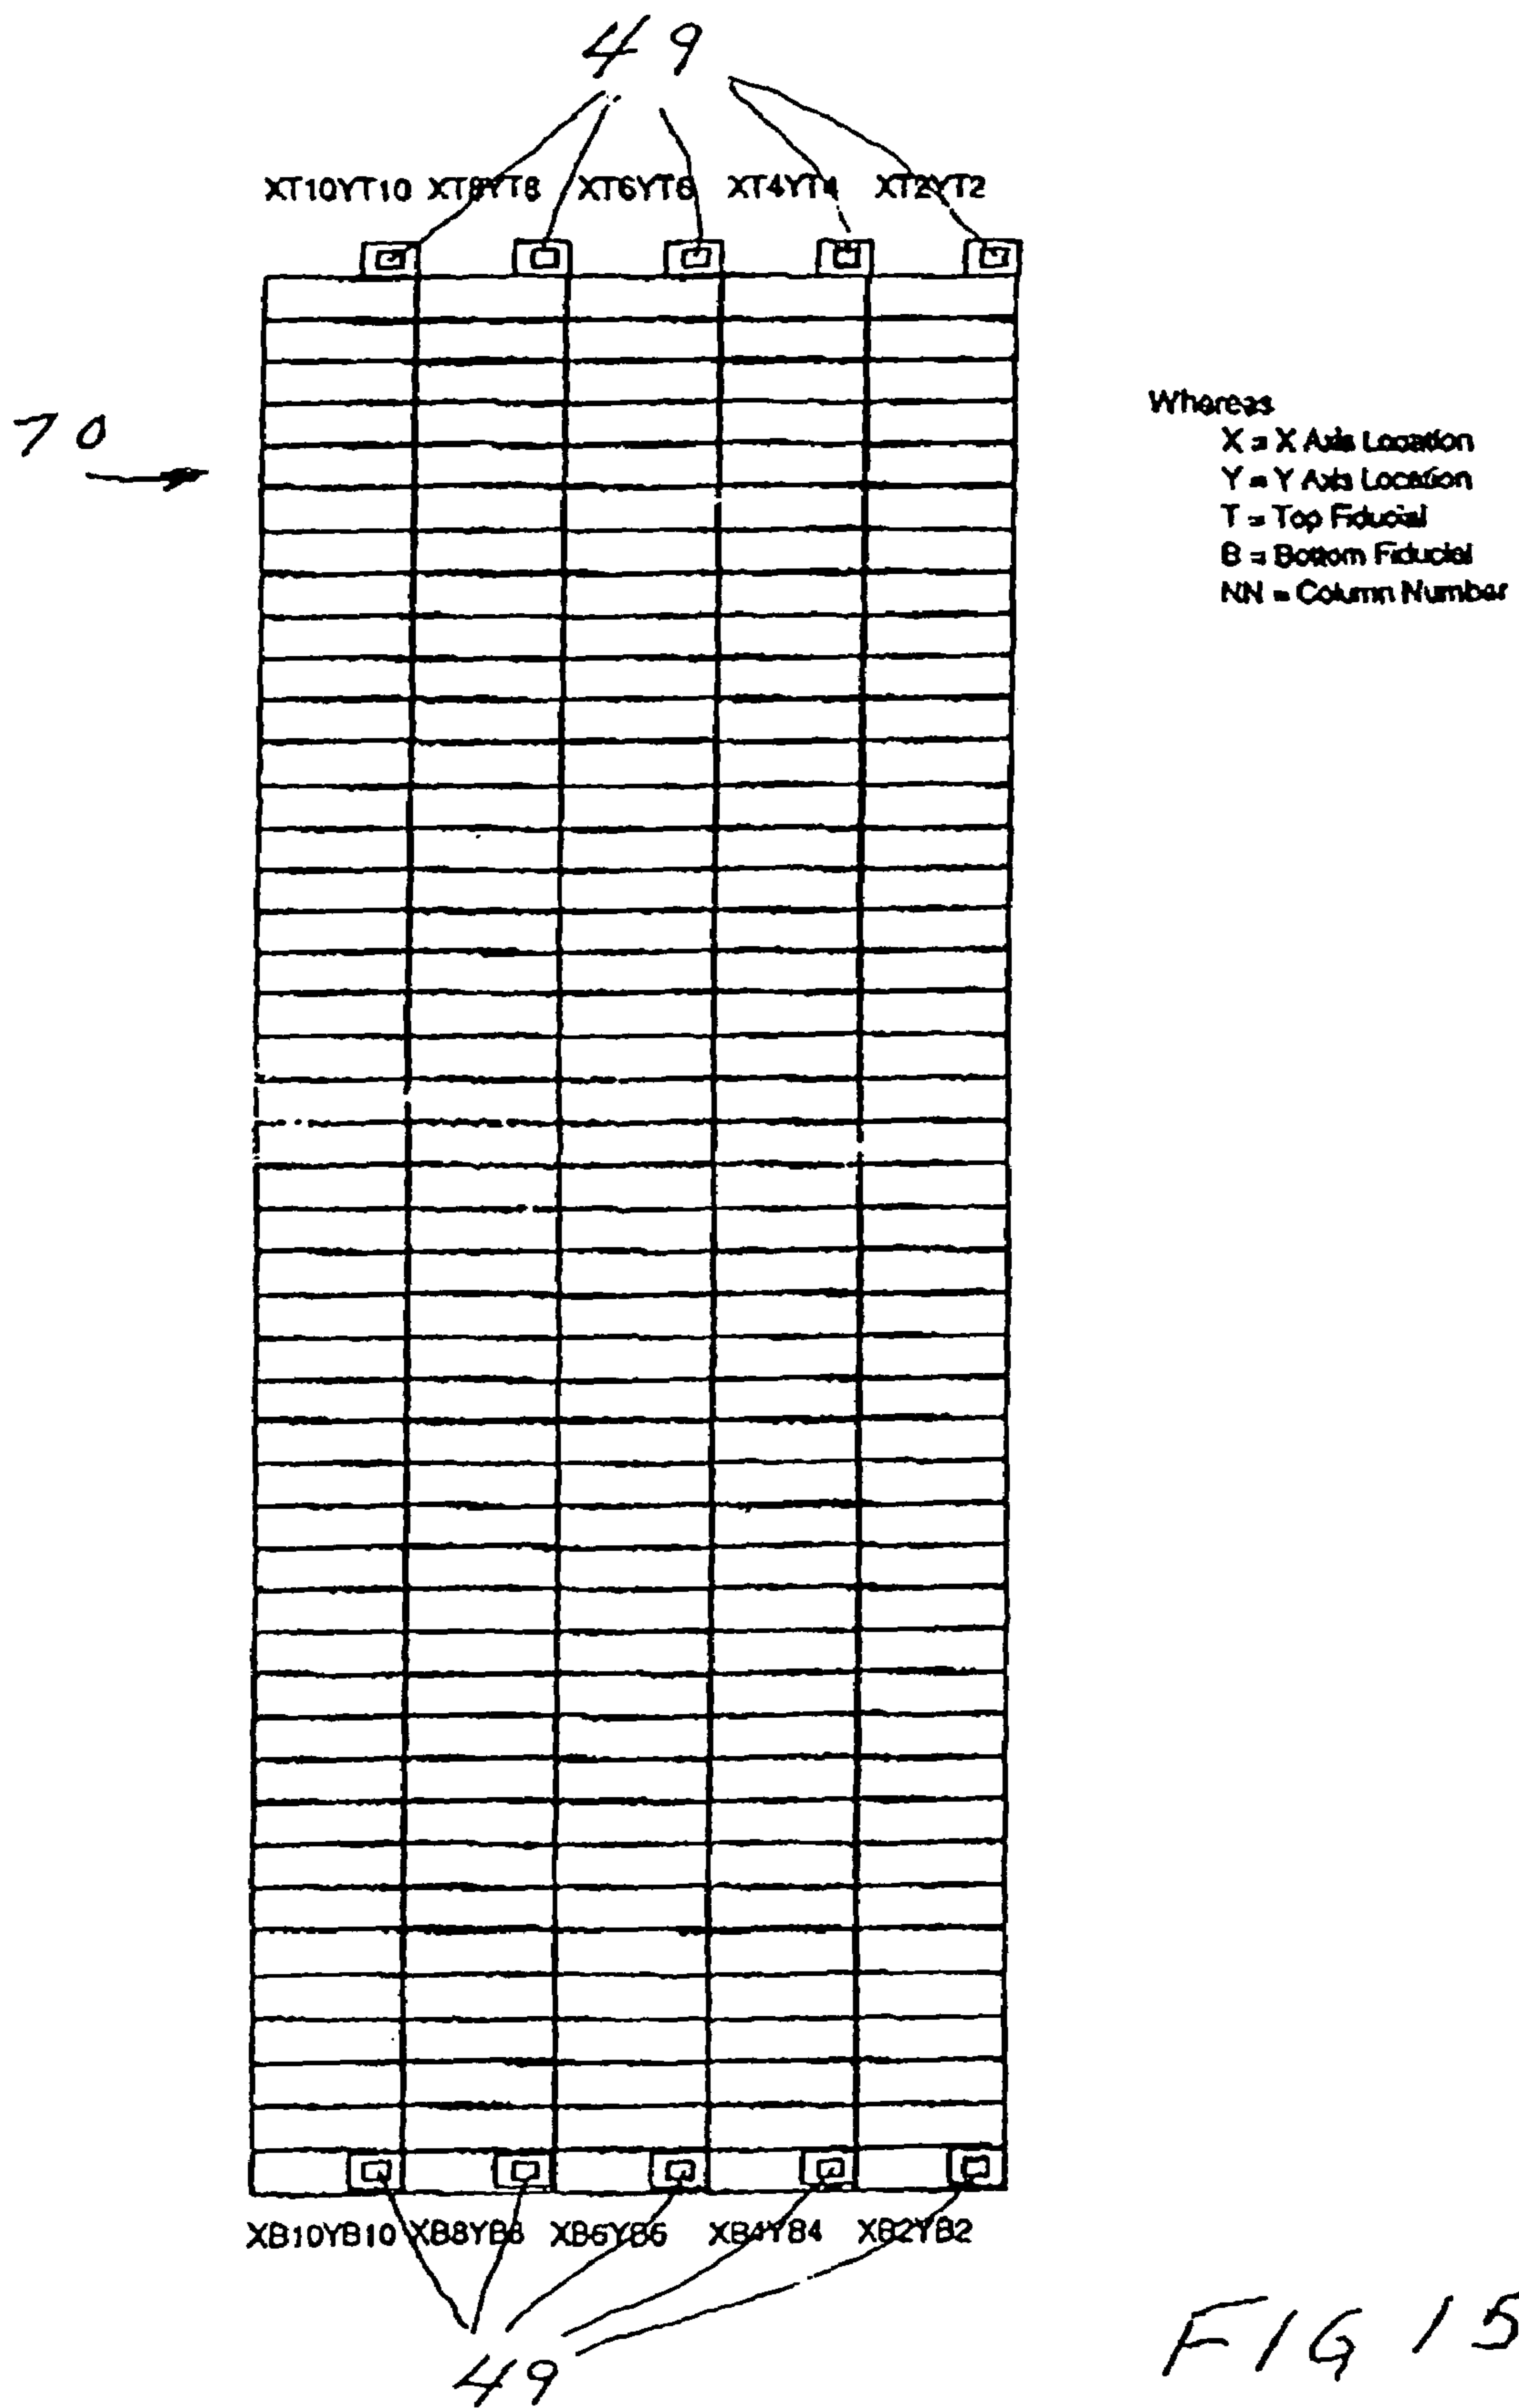 49
XT10YT10 XT8YT8 XT6YT6 XT4YT4 XT2YT2
70
Whereas
X = X Axis Location
Y = Y Axis Location
T = Top Fiducial
B = Bottom Fiducial
NN = Column Number
XB10YB10 XB8YB8 XB6YB6 XB4YB4 XB2YB2
49
FIG 15